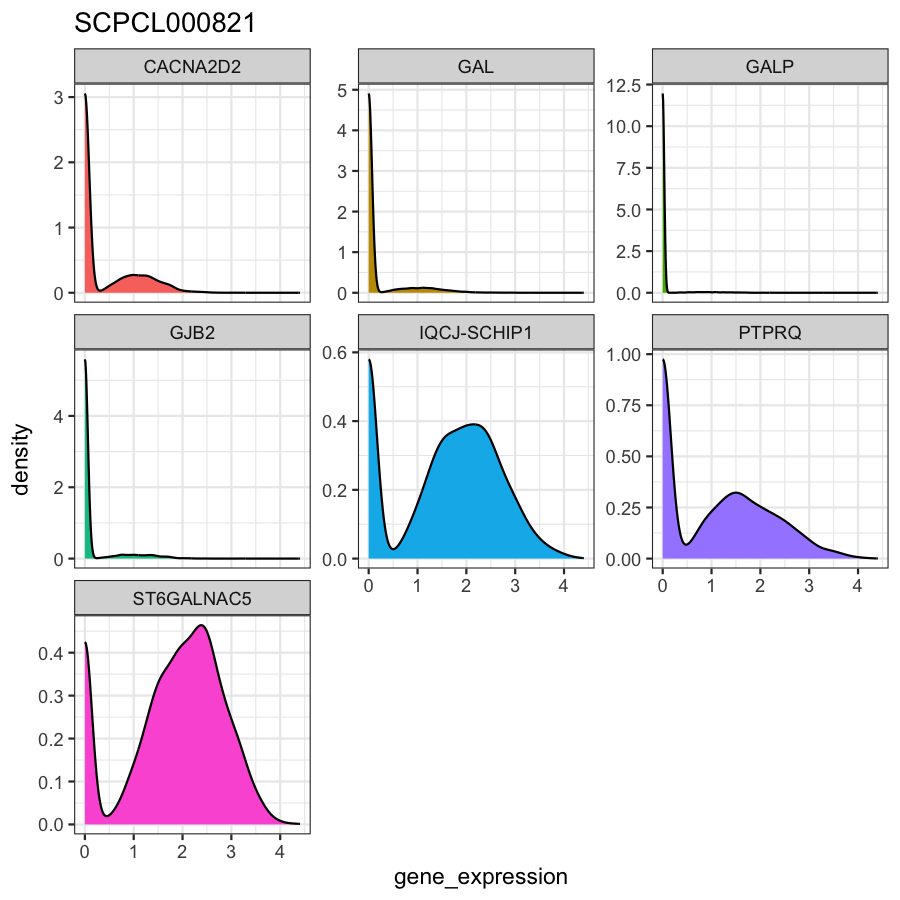 SCPCL000821
CACNA2D2
GAL
GALP
3
2
1
0
5
4
3
2
1
0
12.5
10.0
7.5
5.0
2.5
0.0
GJB2
IQCJ-SCHIP1
PTPRQ
density
4
2
0
0.6
0.4
0.2
0.0
0 1 2 3 4
1.00
0.75
0.50
0.25
0.00
0 1 2 3 4
ST6GALNAC5
0.4
0.3
0.2
0.1
0.0
0 1 2 3 4
gene_expression